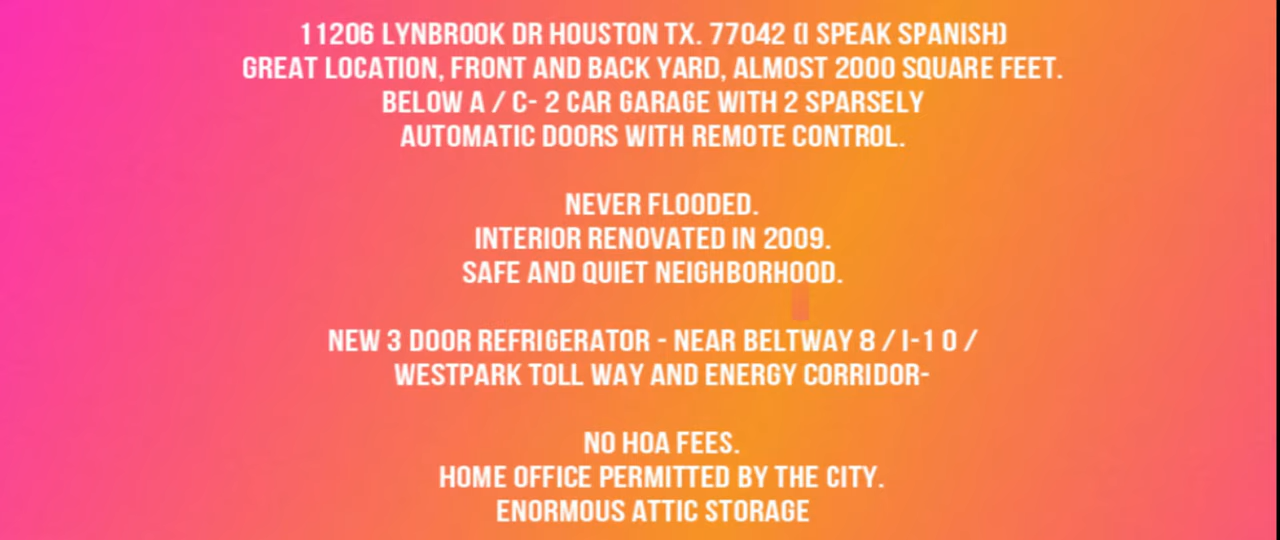 11206 LYNBROOK DR HOUSTON TX. 77042 (I SPEAK SPANISH)
GREAT LOCATION, FRONT AND BACK YARD, ALMOST 2000 SQUARE FEET.
BELOW A / C- 2 CAR GARAGE WITH 2 SPARSELY
AUTOMATIC DOORS WITH REMOTE CONTROL.
NEVER FLOODED.
INTERIOR RENOVATED IN 2009.
SAFE AND QUIET NEIGHBORHOOD.
NEW 3 DOOR REFRIGERATOR - NEAR BELTWAY 8 / I-1 0 /
WESTPARK TOLL WAY AND ENERGY CORRIDOR-
NO HOA FEES.
HOME OFFICE PERMITTED BY THE CITY.
ENORMOUS ATTIC STORAGE